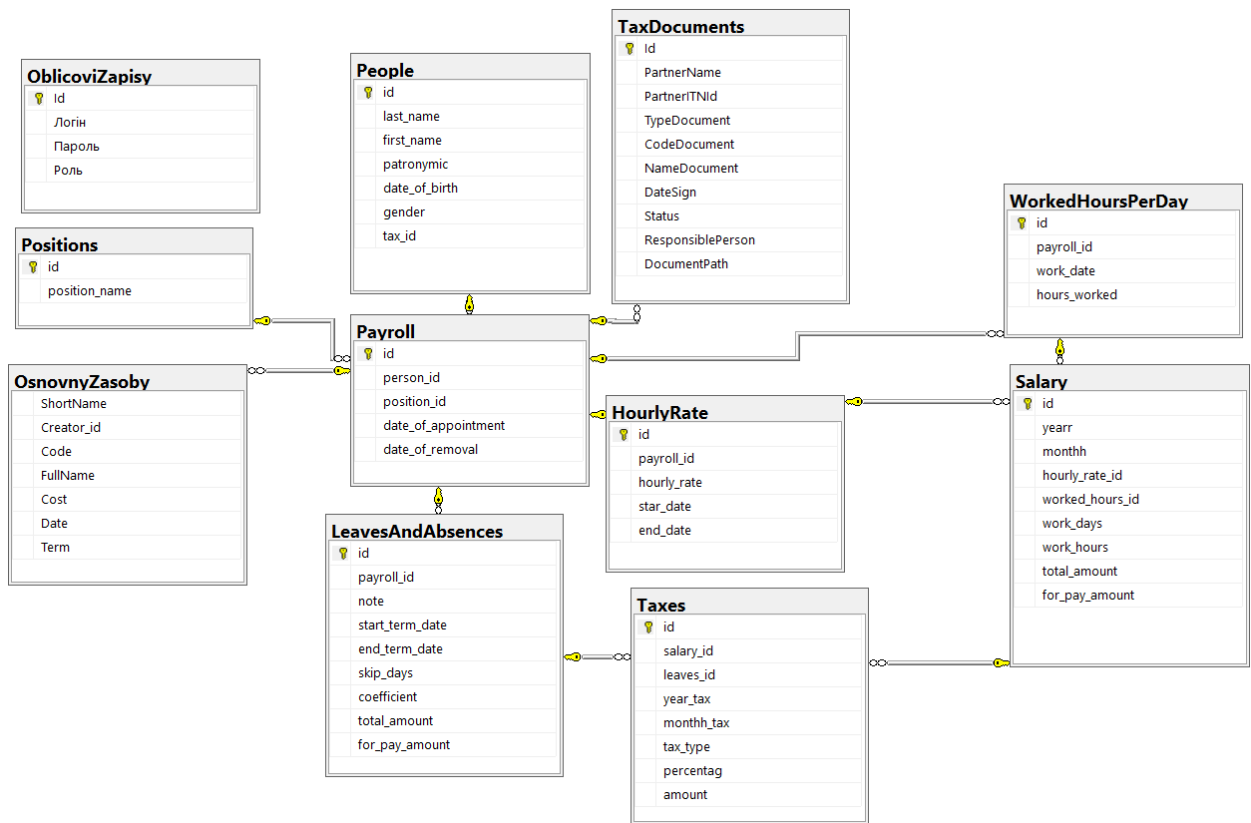 OblicoviZapisy
Id
Логін
Пароль
Роль
People
id
last_name
first_name
patronymic
date_of_birth
gender
tax_id
TaxDocuments
Id
PartnerName
PartnerITNId
TypeDocument
CodeDocument
NameDocument
DateSign
Status
ResponsiblePerson
DocumentPath
WorkedHoursPerDay
id
payroll_id
work_date
hours_worked
Positions
id
position_name
Payroll
id
person_id
position_id
date_of_appointment
date_of_removal
OsnovnyZasoby
ShortName
Creator_id
Code
FullName
Cost
Date
Term
HourlyRate
id
payroll_id
hourly_rate
star_date
end_date
Salary
id
yearr
monthh
hourly_rate_id
worked_hours_id
work_days
work_hours
total_amount
for_pay_amount
LeavesAndAbsences
id
payroll_id
note
start_term_date
end_term_date
skip_days
coefficient
total_amount
for_pay_amount
Taxes
id
salary_id
leaves_id
year_tax
monthh_tax
tax_type
percentag
amount